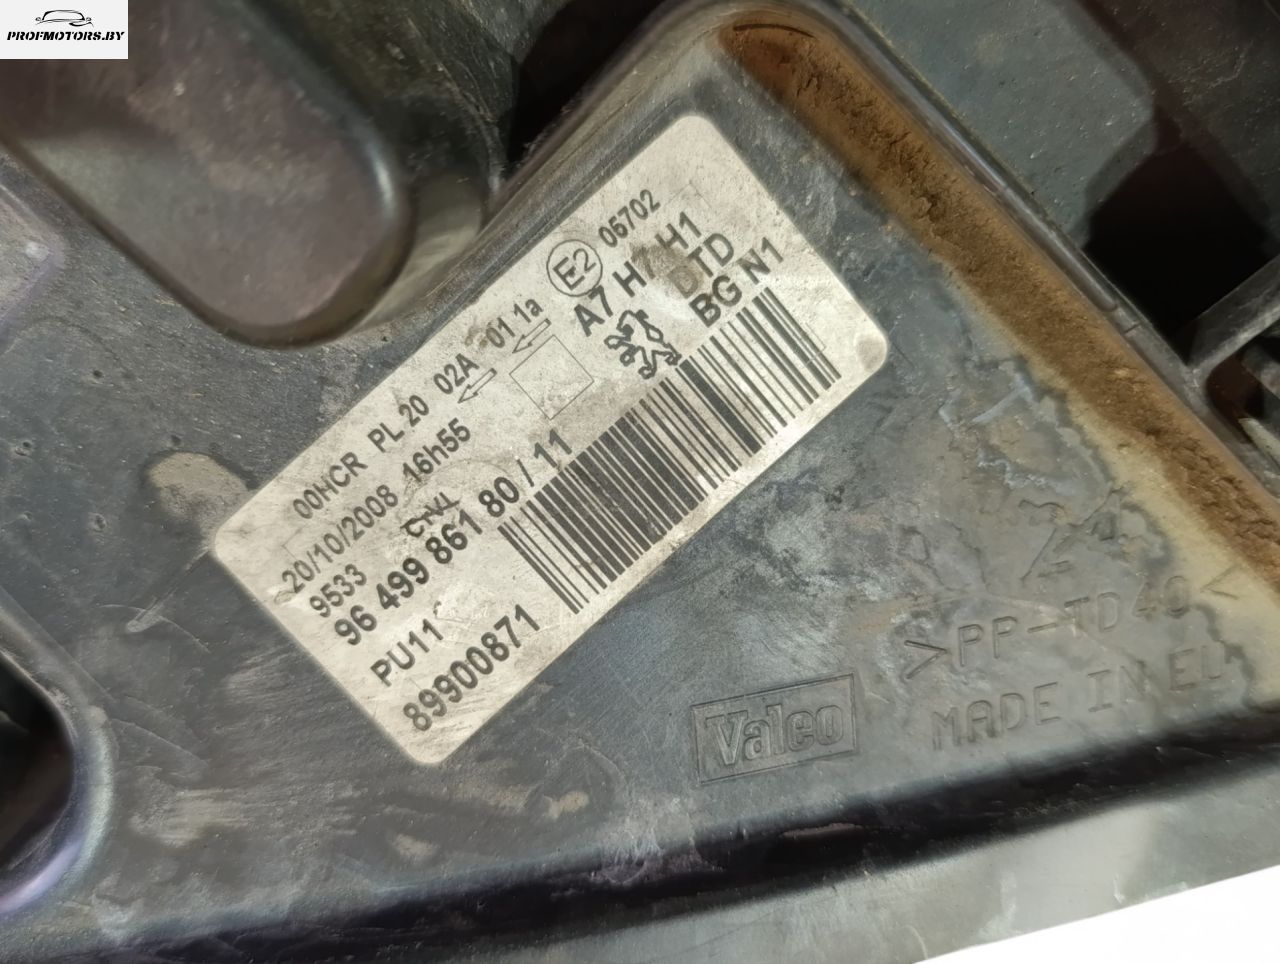 PROFMOTORS.BY
00HCR PL 20 02A 01 1a E2 05702
20/10/2008 16h55
A7 H7/H1
9533 CNL
DTD
96 499 861 80 / 11
BG N1
PU11
89900871
Valeo
>PP-TD40<
MADE IN EU